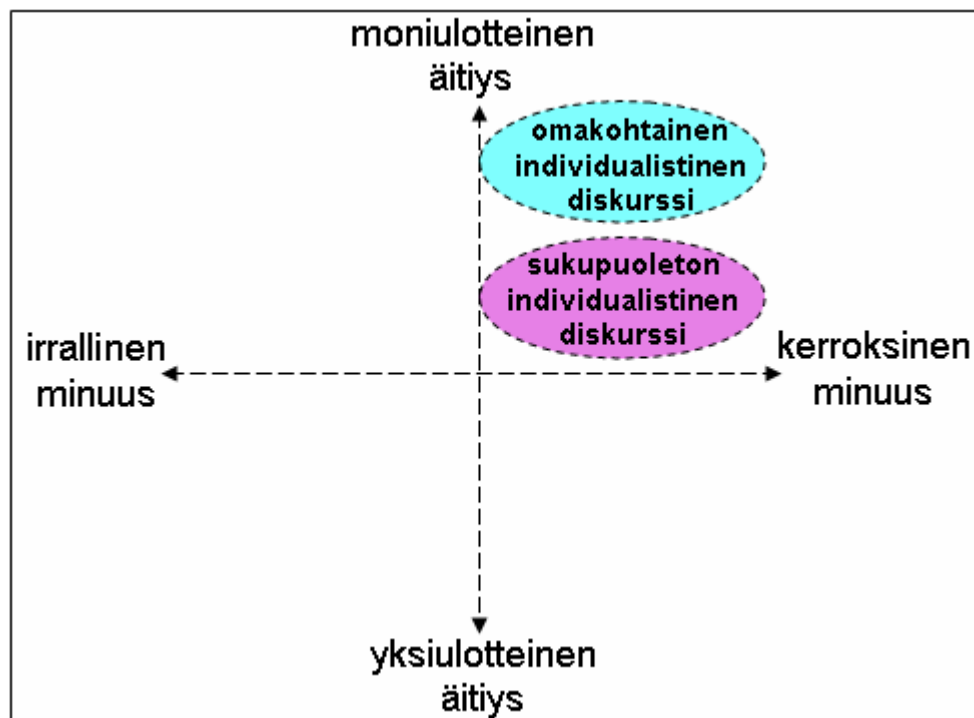 moniulotteinen
äitiys
omakohtainen
individualistinen
diskurssi
sukupuoleton
individualistinen
diskurssi
irrallinen
minuus
kerroksinen
minuus
yksiulotteinen
äitiys